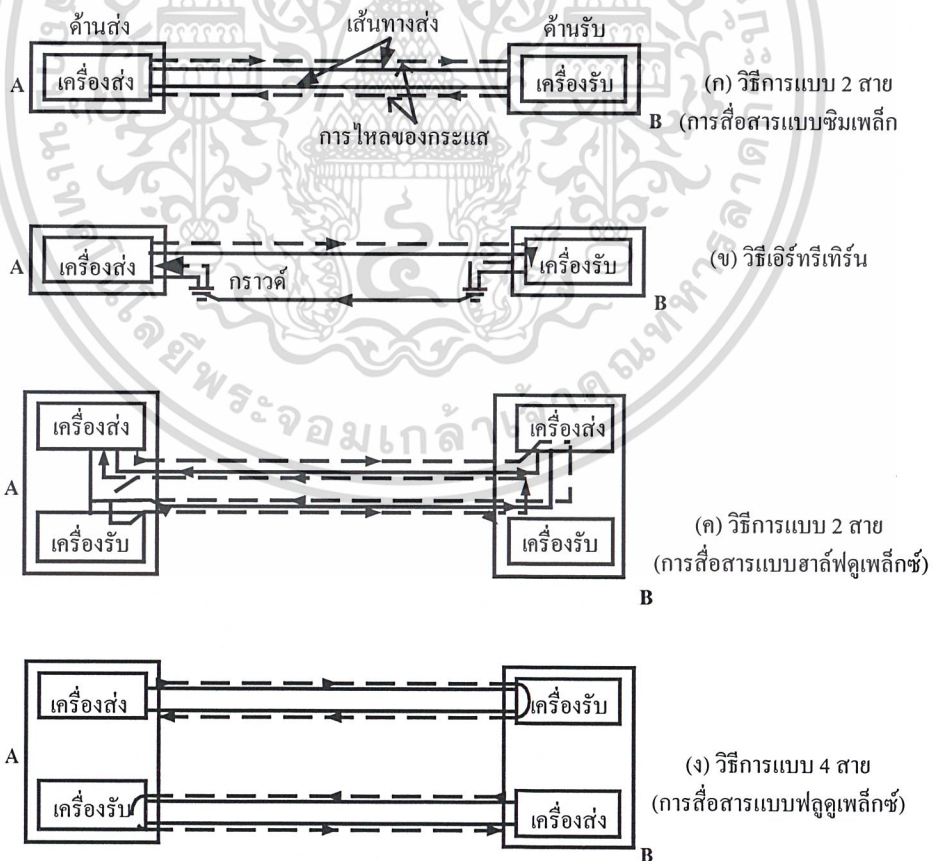 ด้านส่ง
เส้นทางส่ง
ด้านรับ
A
เครื่องส่ง
เครื่องรับ
B
การไหลของกระแส
(ก) วิธีการแบบ 2 สาย
(การสื่อสารแบบซิมเพล็ก
A
เครื่องส่ง
กราวด์
เครื่องรับ
B
(ข) วิธีเอิร์ทรีเทิร์น
A
เครื่องส่ง
เครื่องรับ
เครื่องส่ง
เครื่องรับ
B
(ค) วิธีการแบบ 2 สาย
(การสื่อสารแบบฮาล์ฟดูเพล็กซ์)
A
เครื่องส่ง
เครื่องรับ
เครื่องรับ
เครื่องส่ง
B
(ง) วิธีการแบบ 4 สาย
(การสื่อสารแบบฟลูดูเพล็กซ์)